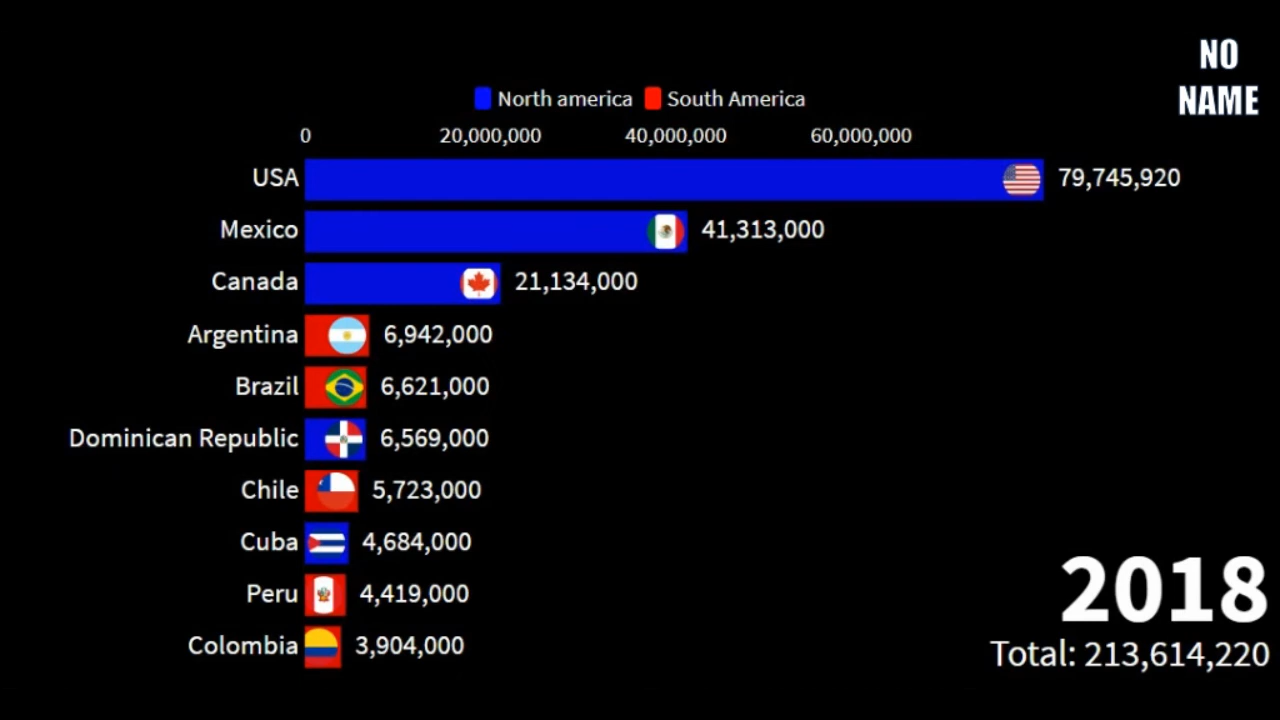 NO
NAME
North america South America
0 20,000,000 40,000,000 60,000,000
USA 79,745,920
Mexico 41,313,000
Canada 21,134,000
Argentina 6,942,000
Brazil 6,621,000
Dominican Republic 6,569,000
Chile 5,723,000
Cuba 4,684,000
Peru 4,419,000
Colombia 3,904,000
2018
Total: 213,614,220